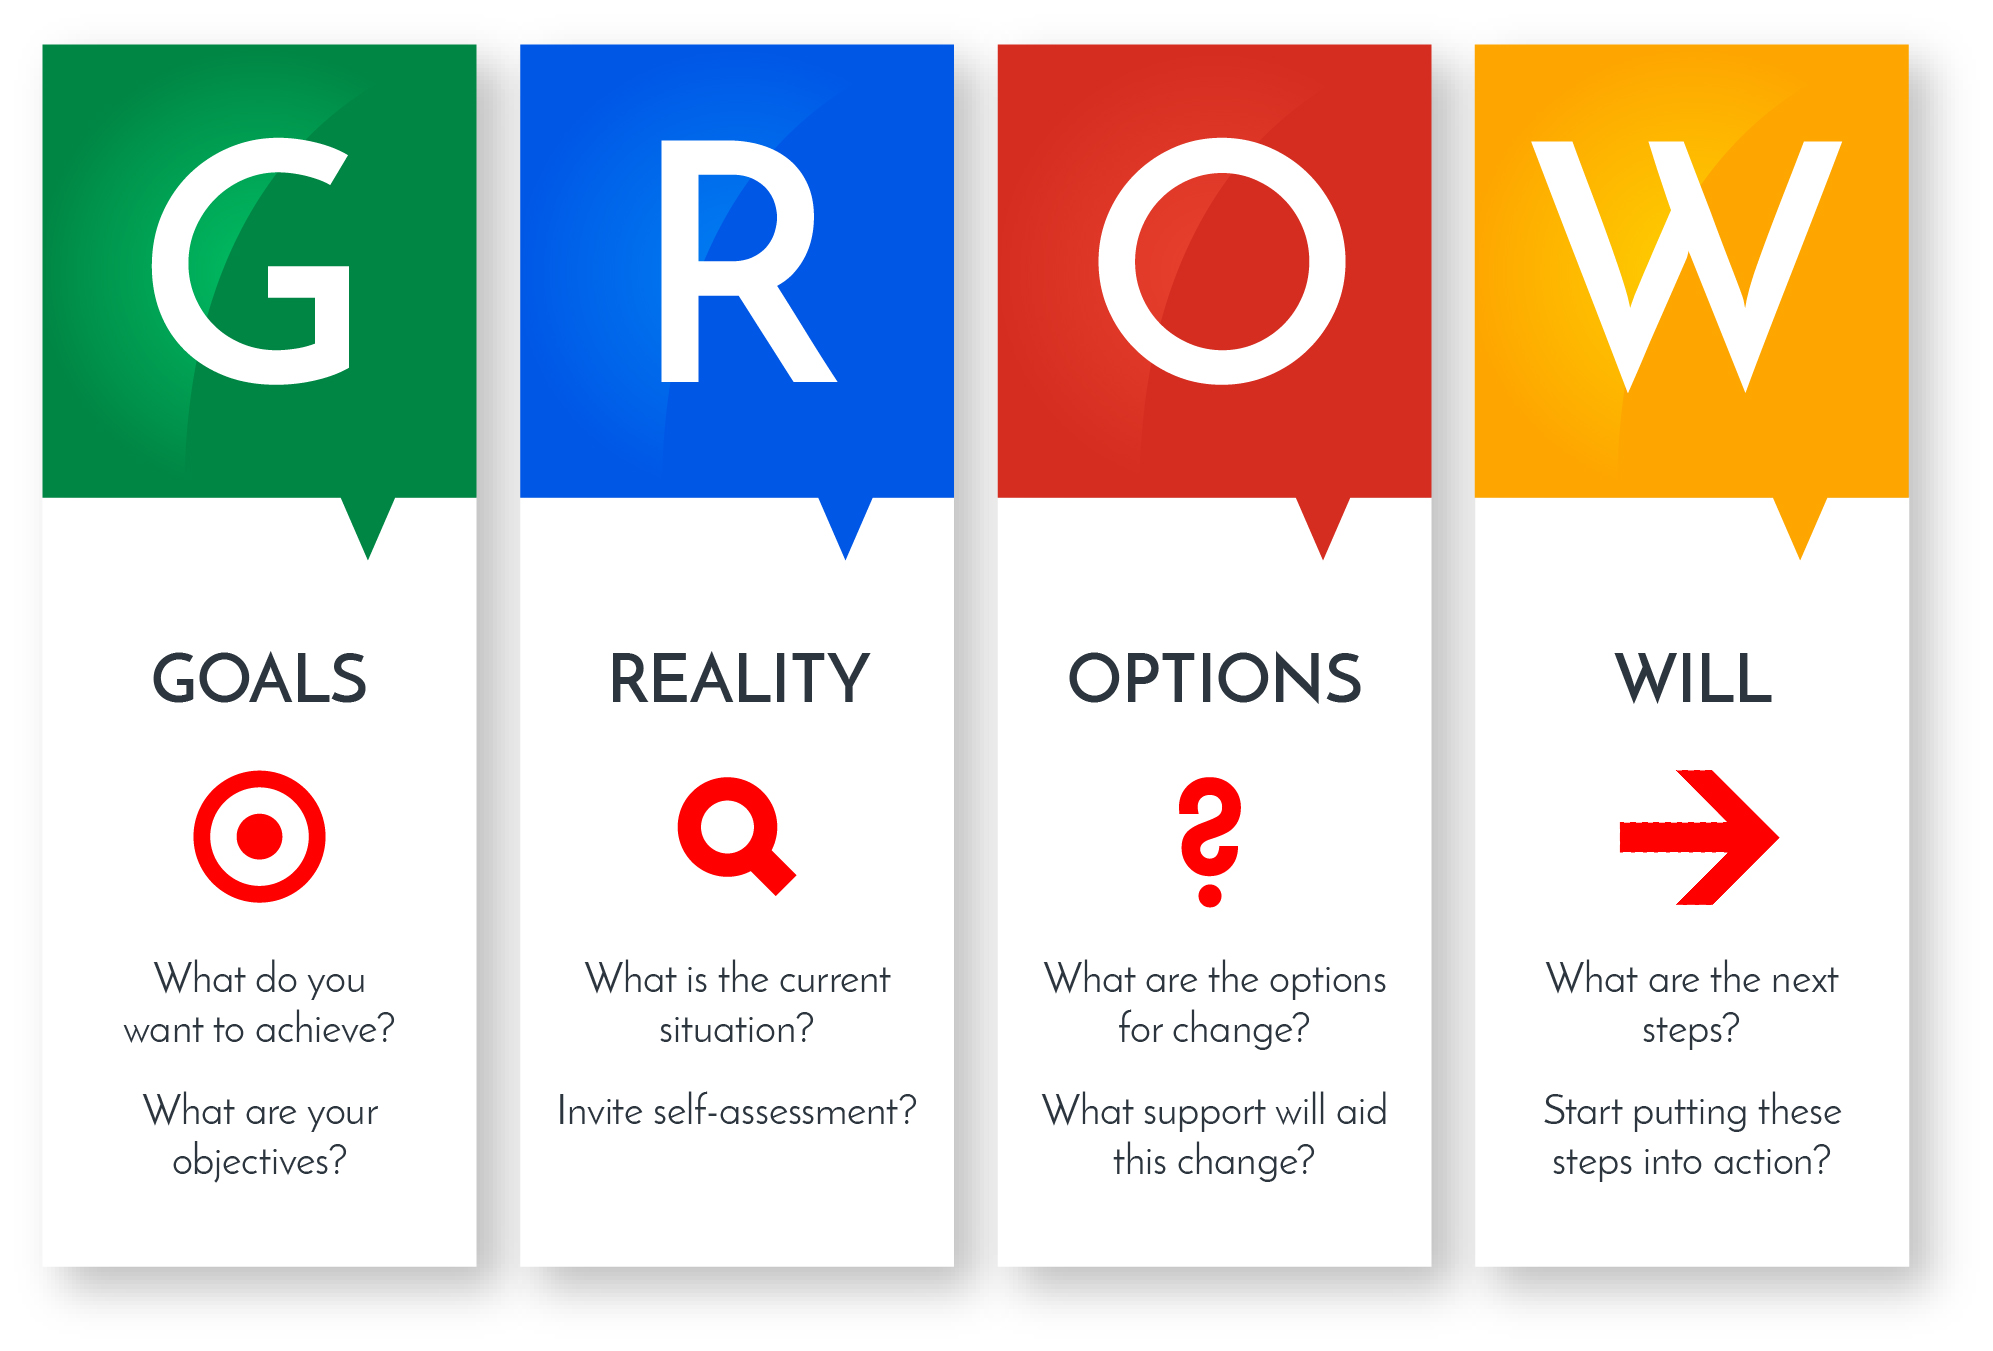 G
GOALS
What do you
want to achieve?
What are your
objectives?
R
REALITY
What is the current
situation?
Invite self-assessment?
O
OPTIONS
?
What are the options
for change?
What support will aid
this change?
W
WILL
What are the next
steps?
Start putting these
steps into action?